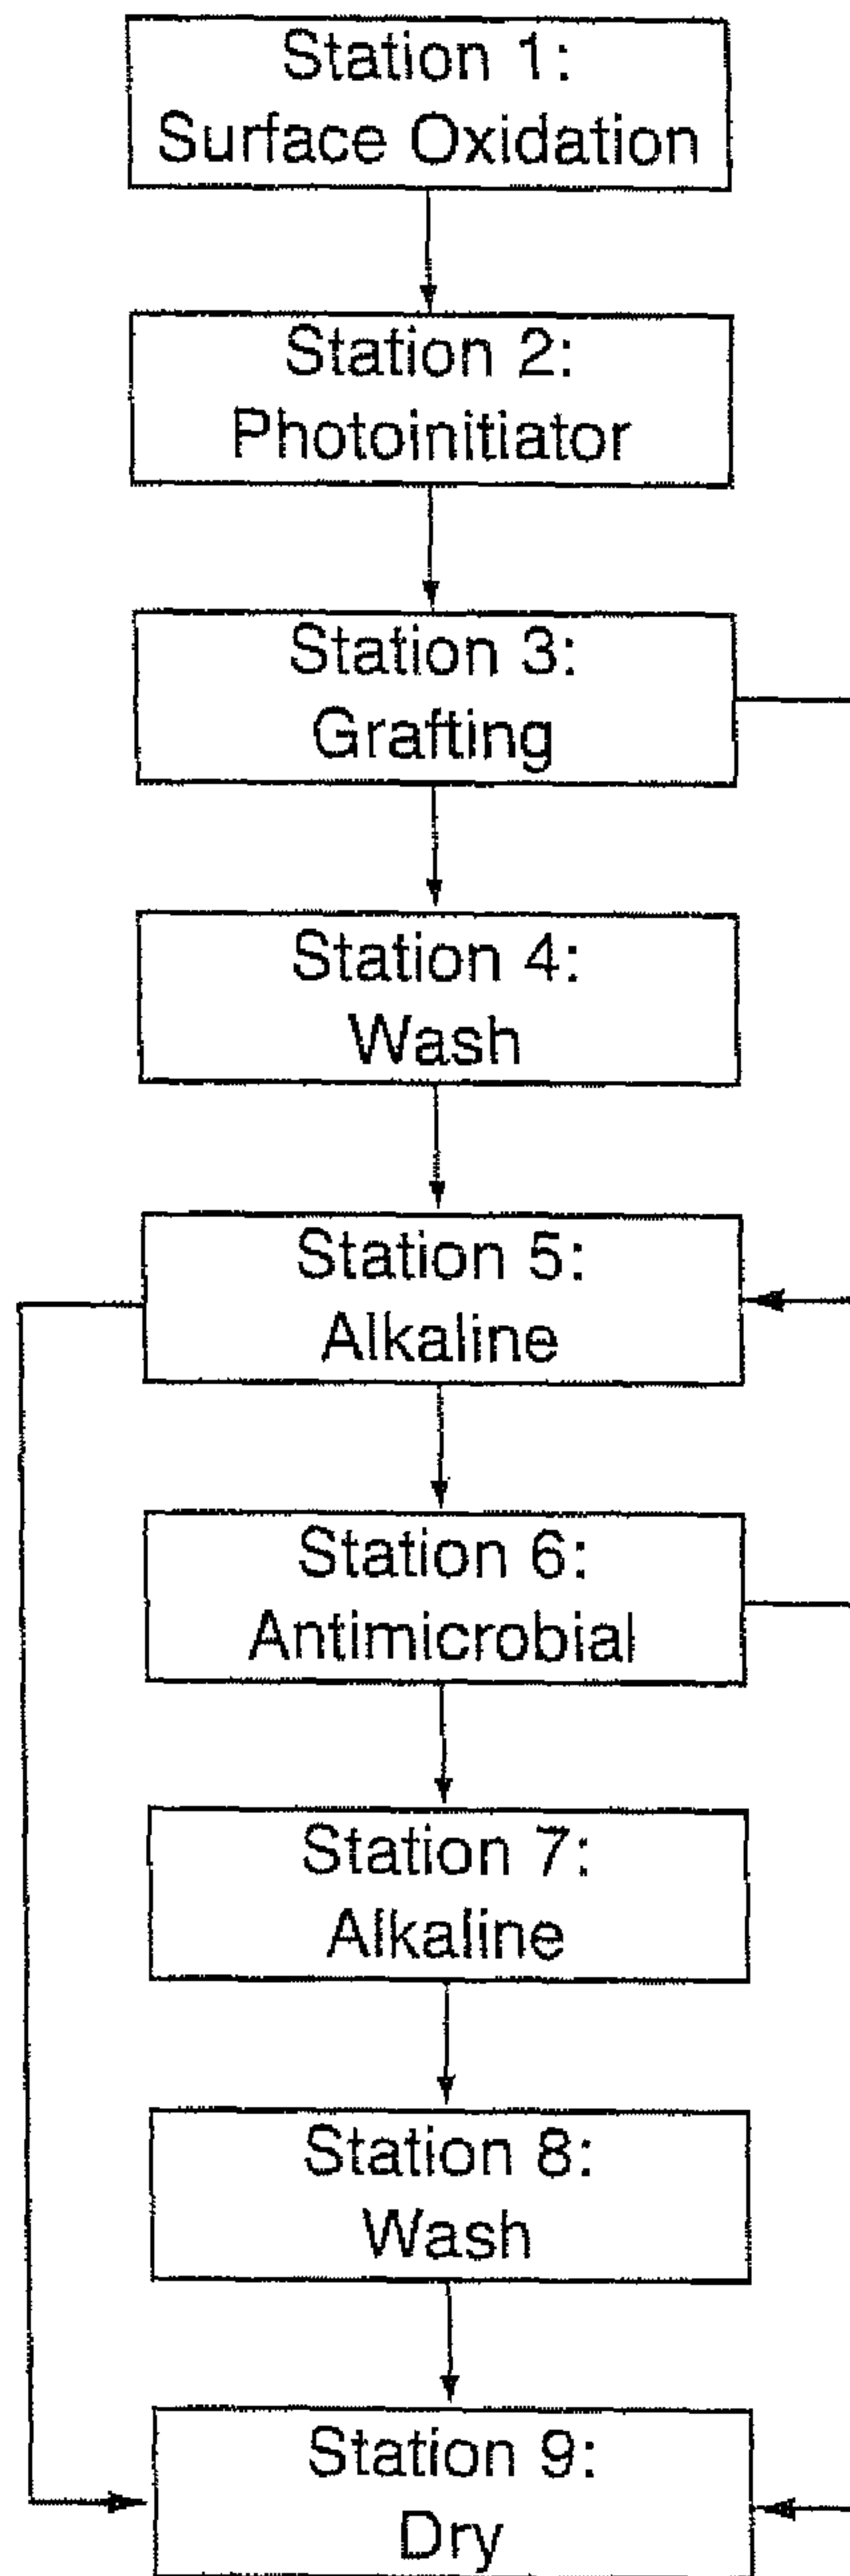 Station 1:
Surface Oxidation
Station 2:
Photoinitiator
Station 3:
Grafting
Station 4:
Wash
Station 5:
Alkaline
Station 6:
Antimicrobial
Station 7:
Alkaline
Station 8:
Wash
Station 9:
Dry